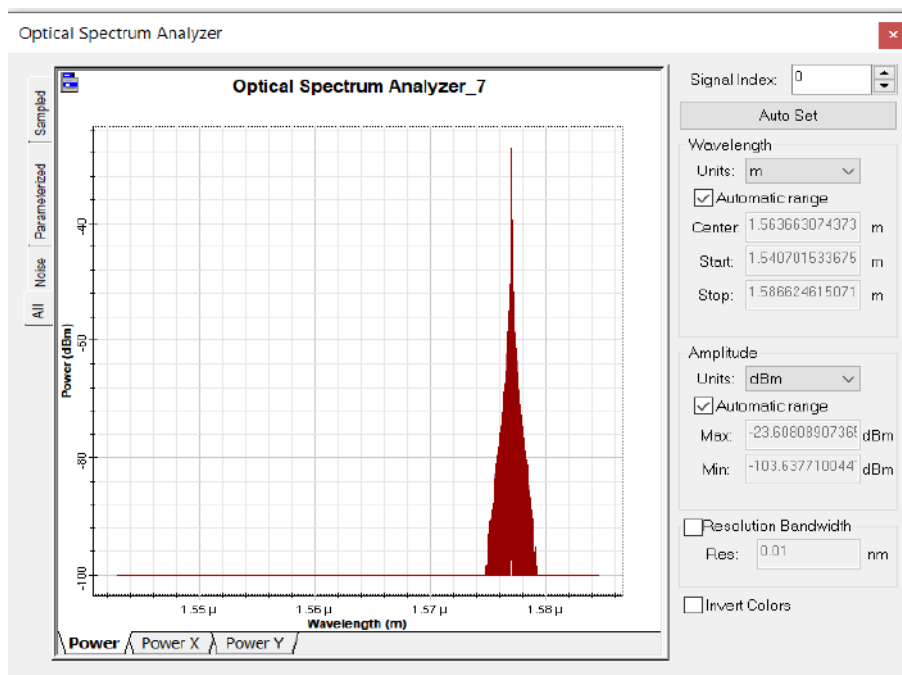 Optical Spectrum Analyzer
Sampled
Parameterized
Noise
All
Optical Spectrum Analyzer_7
Power (dBm)
-40
-60
-80
-100
1.55 µ
1.56 µ
1.57 µ
1.58 µ
Wavelength (m)
Power
Power X
Power Y
Signal Index: 0
Auto Set
Wavelength
Units: m
Automatic range
Center: 1.563663074373 m
Start: 1.540701533675 m
Stop: 1.586624615071 m
Amplitude
Units: dBm
Automatic range
Max: -23.6080890736 dBm
Min: -103.637710044 dBm
Resolution Bandwidth
Res: 0.01 nm
Invert Colors